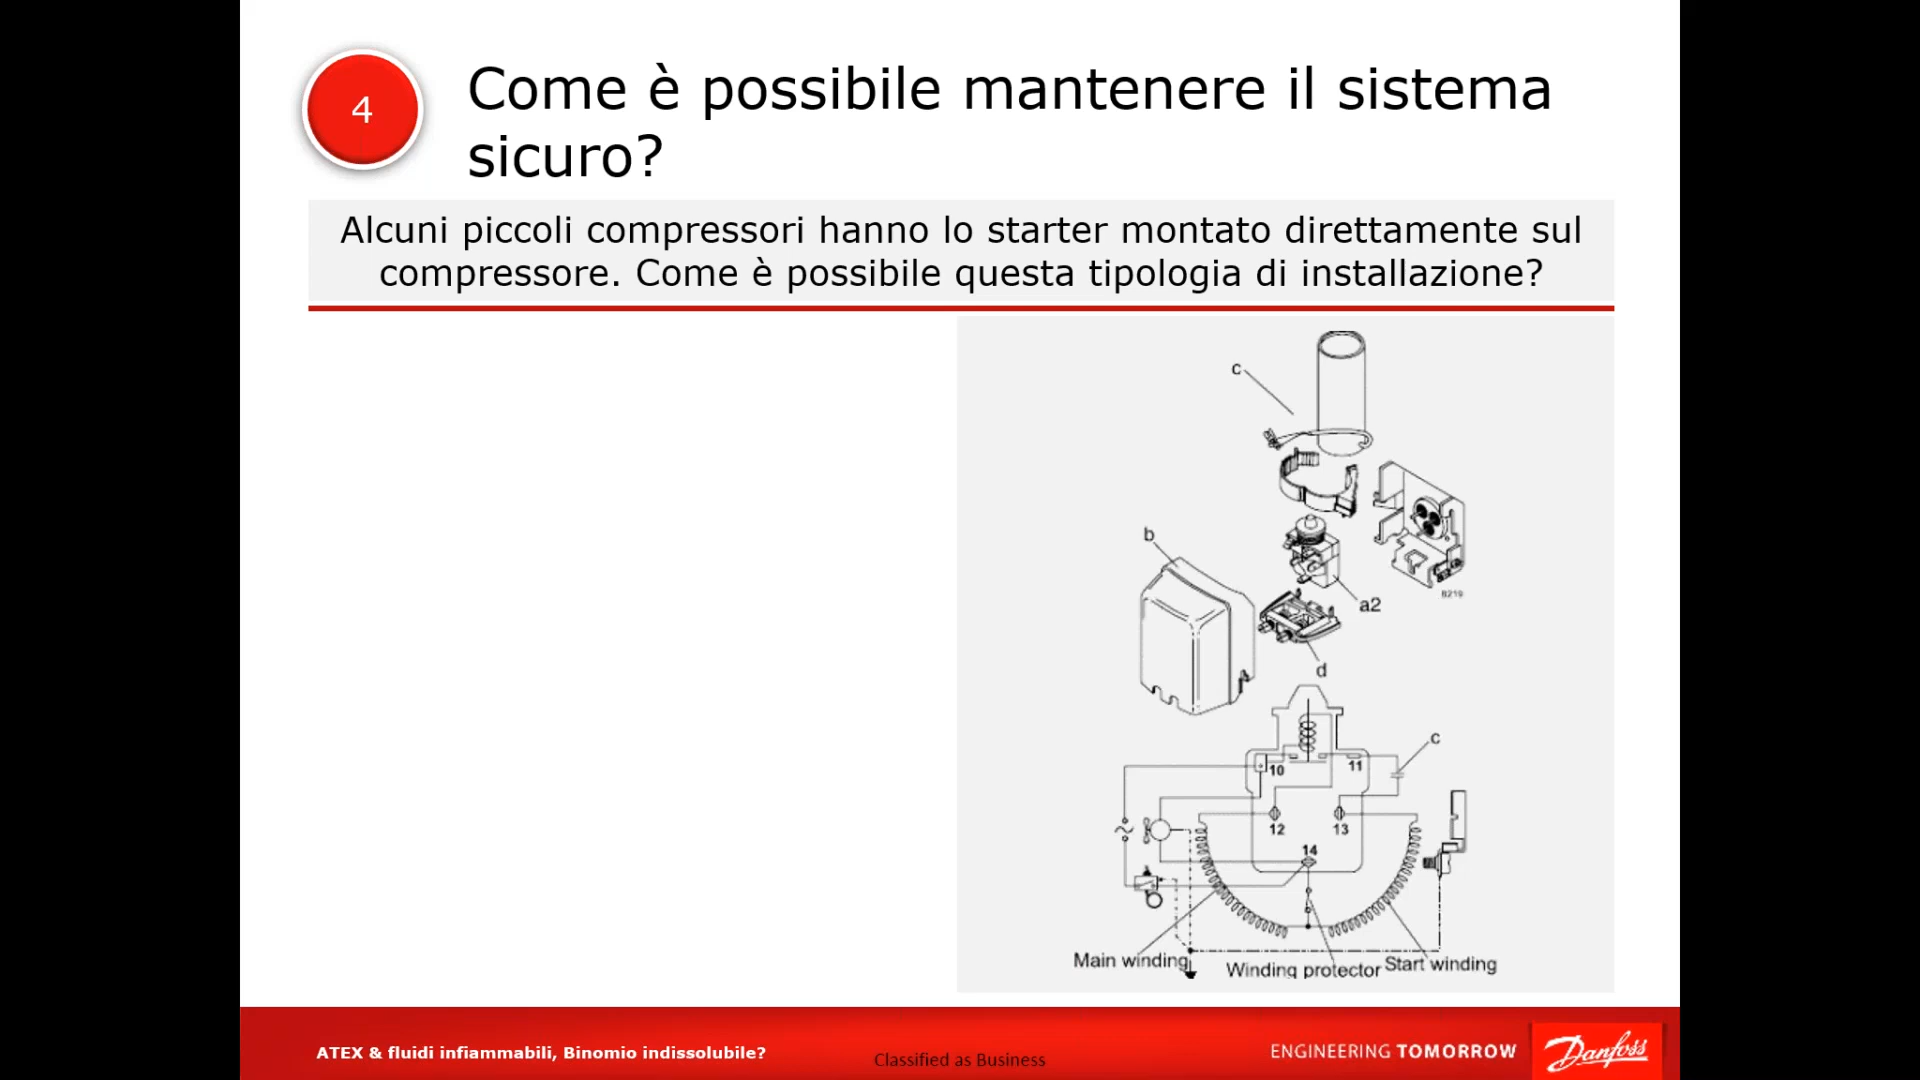 4
Come è possibile mantenere il sistema
sicuro?
Alcuni piccoli compressori hanno lo starter montato direttamente sul
compressore. Come è possibile questa tipologia di installazione?
c
b
8219
a2
d
c
10
11
12
13
14
Main winding
Winding protector
Start winding
ATEX & fluidi infiammabili, Binomio indissolubile?
Classified as Business
ENGINEERING TOMORROW
Danfoss